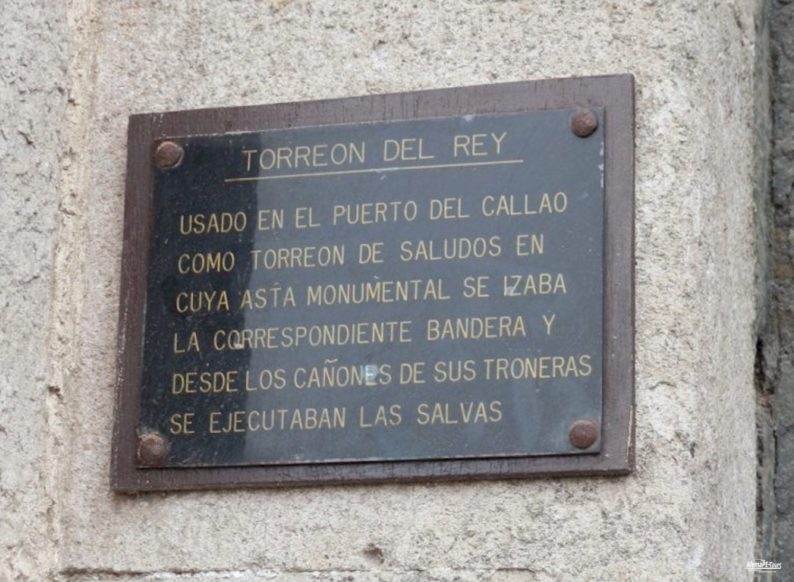 TORREON DEL REY
USADO EN EL PUERTO DEL CALLAO
COMO TORREON DE SALUDOS EN
CUYA ASTA MONUMENTAL SE IZABA
LA CORRESPONDIENTE BANDERA Y
DESDE LOS CAÑONES DE SUS TRONERAS
SE EJECUTABAN LAS SALVAS